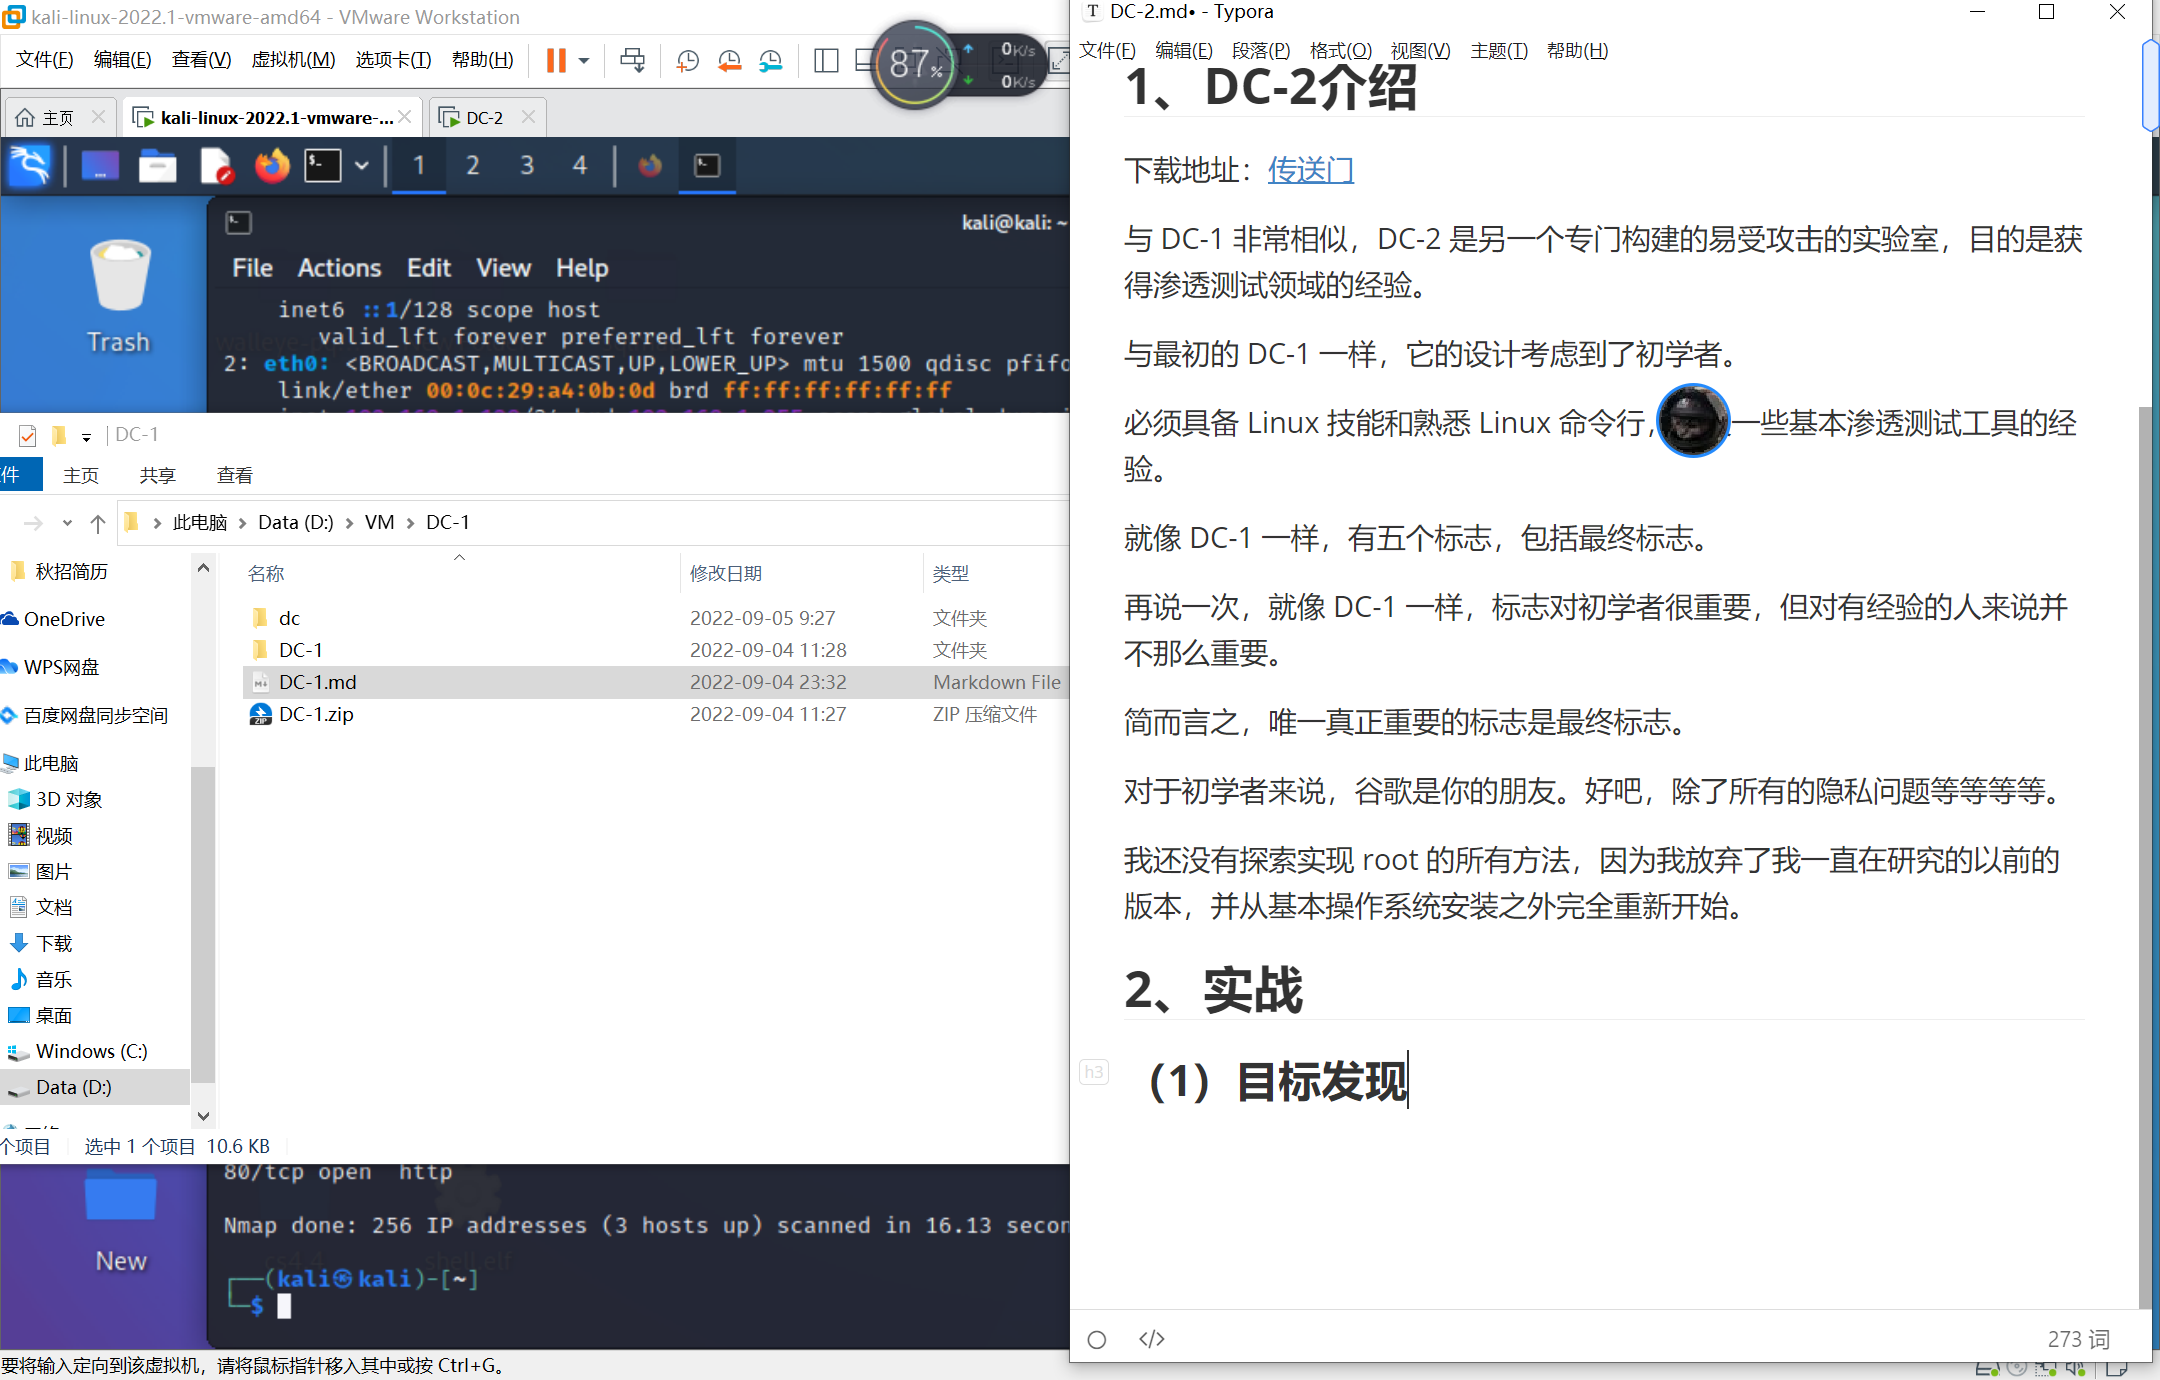 kali-linux-2022.1-vmware-amd64 - VMware Workstation
文件(F) 编辑(E) 查看(V) 虚拟机(M) 选项卡(T) 帮助(H)
87%
0K/s
0K/s
主页
kali-linux-2022.1-vmware-...
DC-2
1 2 3 4
Trash
kali@kali: ~
File Actions Edit View Help
inet6 ::1/128 scope host
valid_lft forever preferred_lft forever
2: eth0: <BROADCAST,MULTICAST,UP,LOWER_UP> mtu 1500 qdisc pfifo
link/ether 00:0c:29:a4:0b:0d brd ff:ff:ff:ff:ff:ff
DC-1
件 主页 共享 查看
此电脑 > Data (D:) > VM > DC-1
秋招简历
OneDrive
WPS网盘
百度网盘同步空间
此电脑
3D 对象
视频
图片
文档
下载
音乐
桌面
Windows (C:)
Data (D:)
名称 修改日期 类型
dc 2022-09-05 9:27 文件夹
DC-1 2022-09-04 11:28 文件夹
DC-1.md 2022-09-04 23:32 Markdown File
DC-1.zip 2022-09-04 11:27 ZIP 压缩文件
个项目 选中 1 个项目 10.6 KB
New
80/tcp open http
Nmap done: 256 IP addresses (3 hosts up) scanned in 16.13 secon
(kali㉿kali)-[~]
$
要将输入定向到该虚拟机，请将鼠标指针移入其中或按 Ctrl+G。
DC-2.md• - Typora
文件(F) 编辑(E) 段落(P) 格式(O) 视图(V) 主题(T) 帮助(H)
1、DC-2介绍
下载地址：传送门
与 DC-1 非常相似，DC-2 是另一个专门构建的易受攻击的实验室，目的是获
得渗透测试领域的经验。
与最初的 DC-1 一样，它的设计考虑到了初学者。
必须具备 Linux 技能和熟悉 Linux 命令行，一些基本渗透测试工具的经
验。
就像 DC-1 一样，有五个标志，包括最终标志。
再说一次，就像 DC-1 一样，标志对初学者很重要，但对有经验的人来说并
不那么重要。
简而言之，唯一真正重要的标志是最终标志。
对于初学者来说，谷歌是你的朋友。好吧，除了所有的隐私问题等等等等。
我还没有探索实现 root 的所有方法，因为我放弃了我一直在研究的以前的
版本，并从基本操作系统安装之外完全重新开始。
2、实战
h3
（1）目标发现
</> 273 词